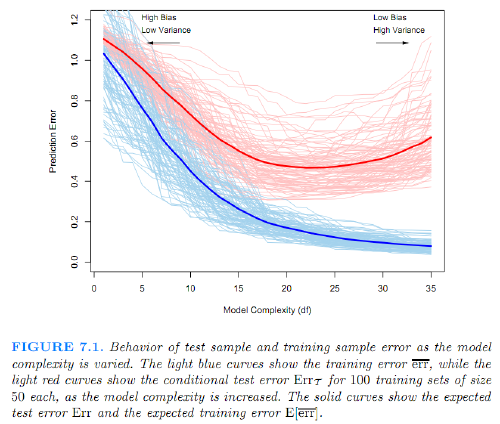 High Bias
Low Variance
Low Bias
High Variance
Prediction Error
0.0 0.2 0.4 0.6 0.8 1.0 1.2
0 5 10 15 20 25 30 35
Model Complexity (df)
FIGURE 7.1. Behavior of test sample and training sample error as the model
complexity is varied. The light blue curves show the training error e̅r̅r̅, while the
light red curves show the conditional test error Err_𝒯 for 100 training sets of size
50 each, as the model complexity is increased. The solid curves show the expected
test error Err and the expected training error E[e̅r̅r̅].